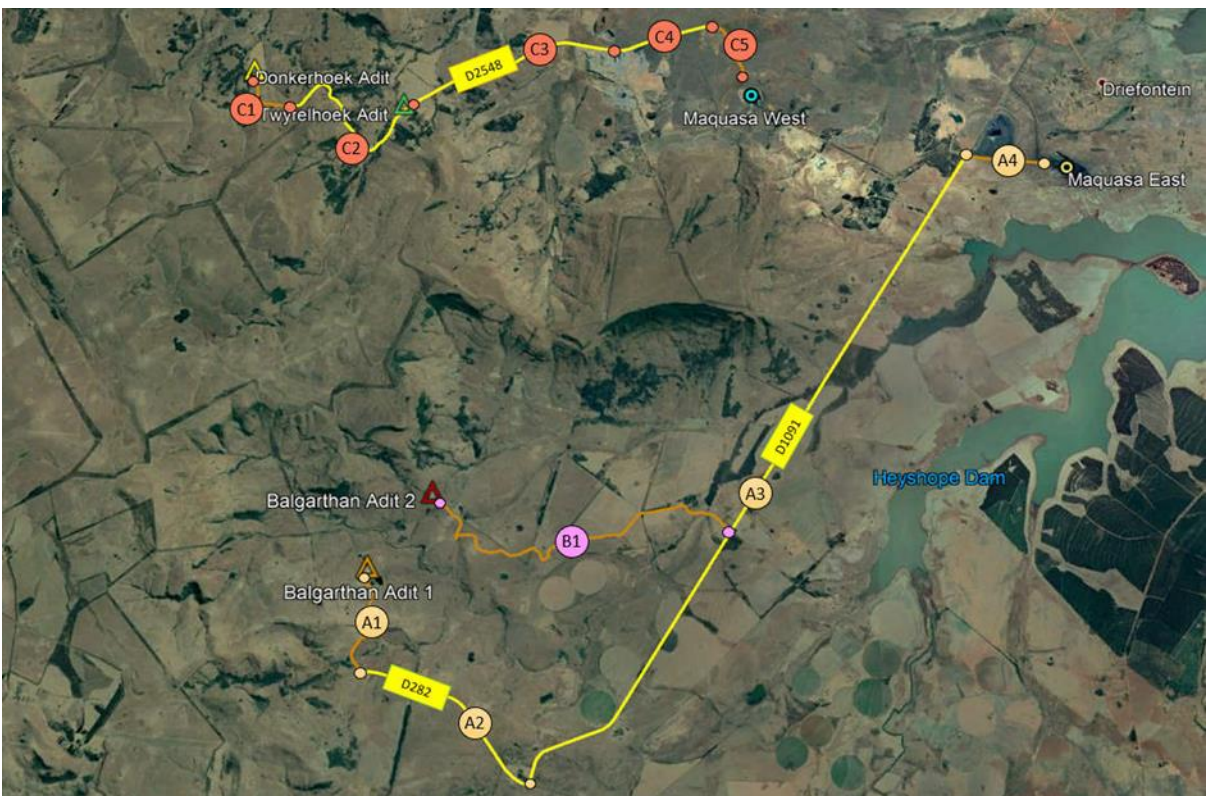 Donkerhoek Adit
C1
Twyrelhoek Adit
C2
D2548
C3
C4
C5
Maquasa West
Driefontein
A4
Maquasa East
D1091
Heyshope Dam
A3
Balgarthan Adit 2
B1
Balgarthan Adit 1
A1
D282
A2